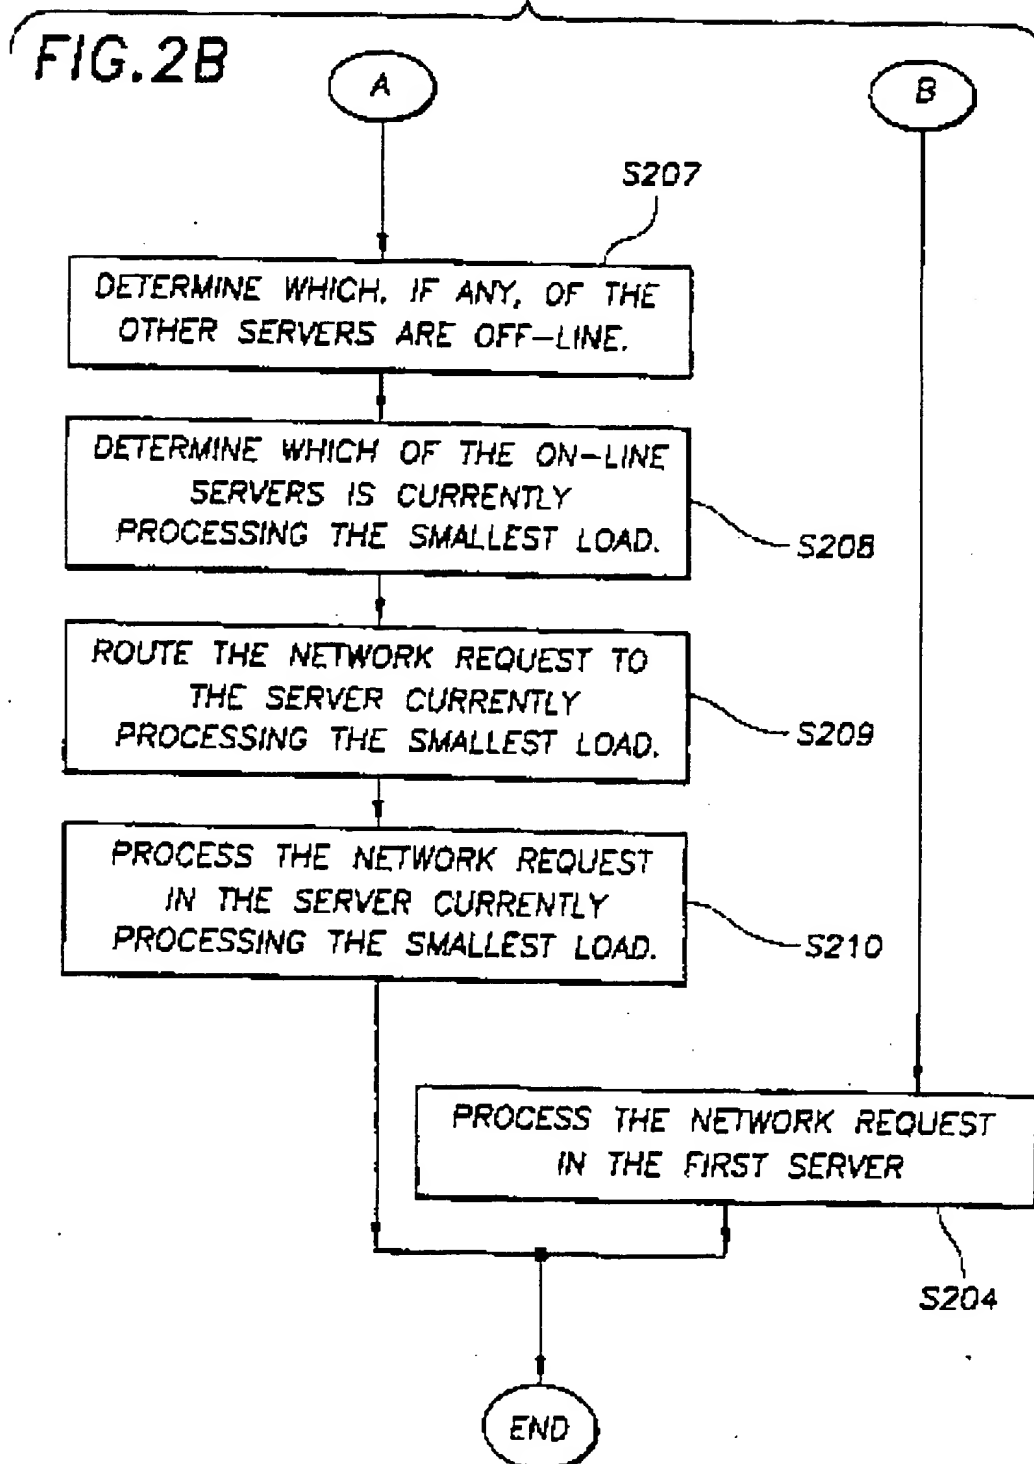 FIG.2B
A
B
S207
DETERMINE WHICH, IF ANY, OF THE
OTHER SERVERS ARE OFF-LINE.
DETERMINE WHICH OF THE ON-LINE
SERVERS IS CURRENTLY
PROCESSING THE SMALLEST LOAD.
S208
ROUTE THE NETWORK REQUEST TO
THE SERVER CURRENTLY
PROCESSING THE SMALLEST LOAD.
S209
PROCESS THE NETWORK REQUEST
IN THE SERVER CURRENTLY
PROCESSING THE SMALLEST LOAD.
S210
PROCESS THE NETWORK REQUEST
IN THE FIRST SERVER
S204
END